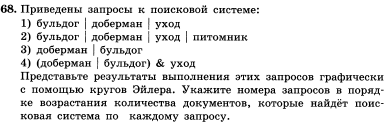 68. Приведены запросы к поисковой системе:
1) бульдог | доберман | уход
2) бульдог | доберман | уход | питомник
3) доберман | бульдог
4) (доберман | бульдог) & уход
Представьте результаты выполнения этих запросов графически
с помощью кругов Эйлера. Укажите номера запросов в поряд-
ке возрастания количества документов, которые найдёт поис-
ковая система по каждому запросу.